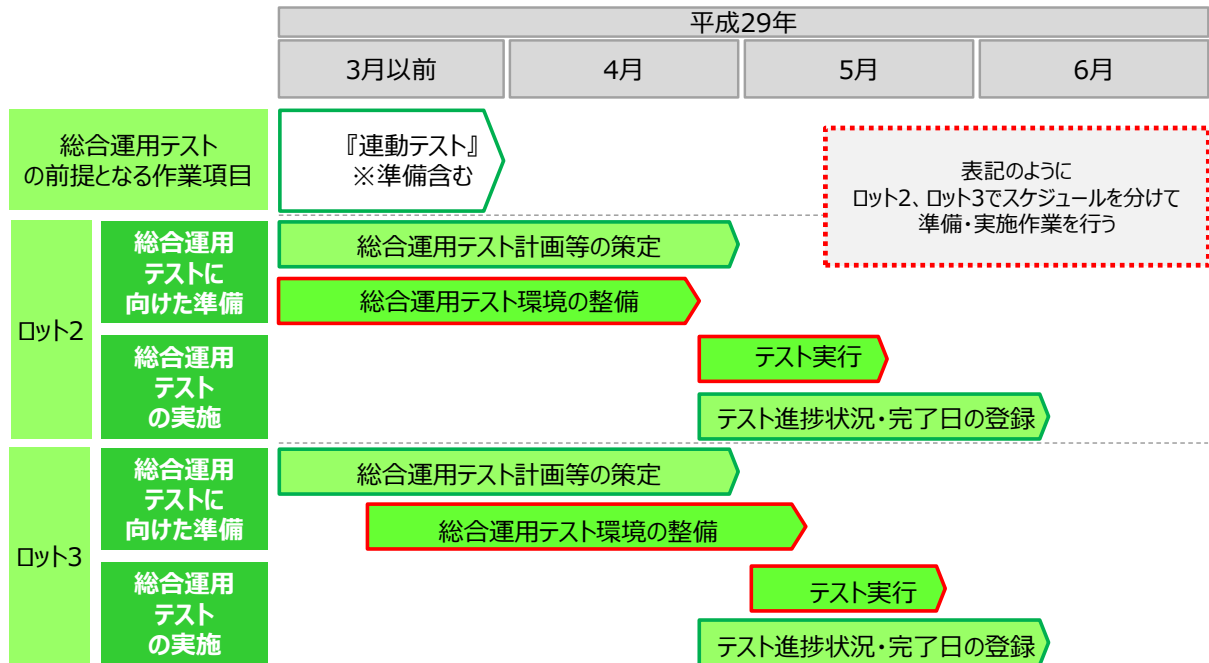 平成29年
3月以前
4月
5月
6月
総合運用テスト
の前提となる作業項目
『連動テスト』
※準備含む
表記のように
ロット2、ロット3でスケジュールを分けて
準備・実施作業を行う
ロット2
総合運用
テストに
向けた準備
総合運用テスト計画等の策定
総合運用テスト環境の整備
総合運用
テスト
の実施
テスト実行
テスト進捗状況・完了日の登録
ロット3
総合運用
テストに
向けた準備
総合運用テスト計画等の策定
総合運用テスト環境の整備
総合運用
テスト
の実施
テスト実行
テスト進捗状況・完了日の登録